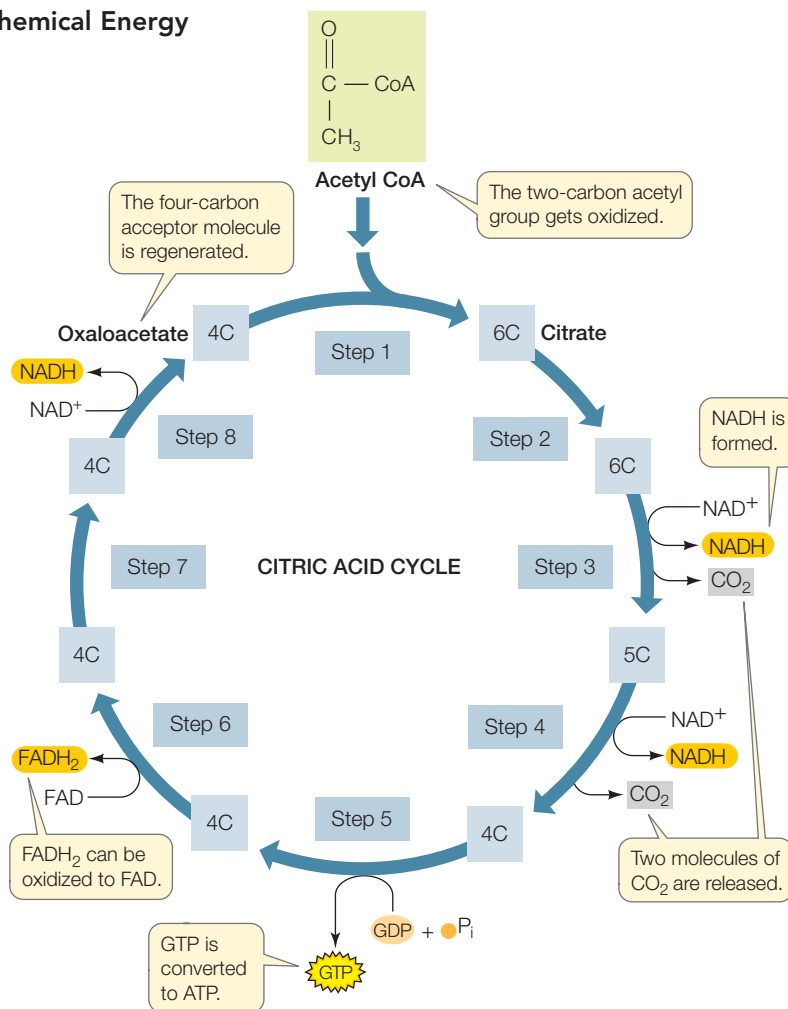 hemical Energy
O
C — CoA
CH₃
Acetyl CoA
The two-carbon acetyl
group gets oxidized.
The four-carbon
acceptor molecule
is regenerated.
Oxaloacetate
4C
Step 1
6C
Citrate
NADH
NAD⁺
Step 8
Step 2
NADH is
formed.
4C
6C
NAD⁺
NADH
CO₂
Step 7
CITRIC ACID CYCLE
Step 3
4C
5C
Step 6
Step 4
NAD⁺
NADH
CO₂
FADH₂
FAD
4C
Step 5
4C
FADH₂ can be
oxidized to FAD.
Two molecules of
CO₂ are released.
GDP + Pᵢ
GTP is
converted
to ATP.
GTP